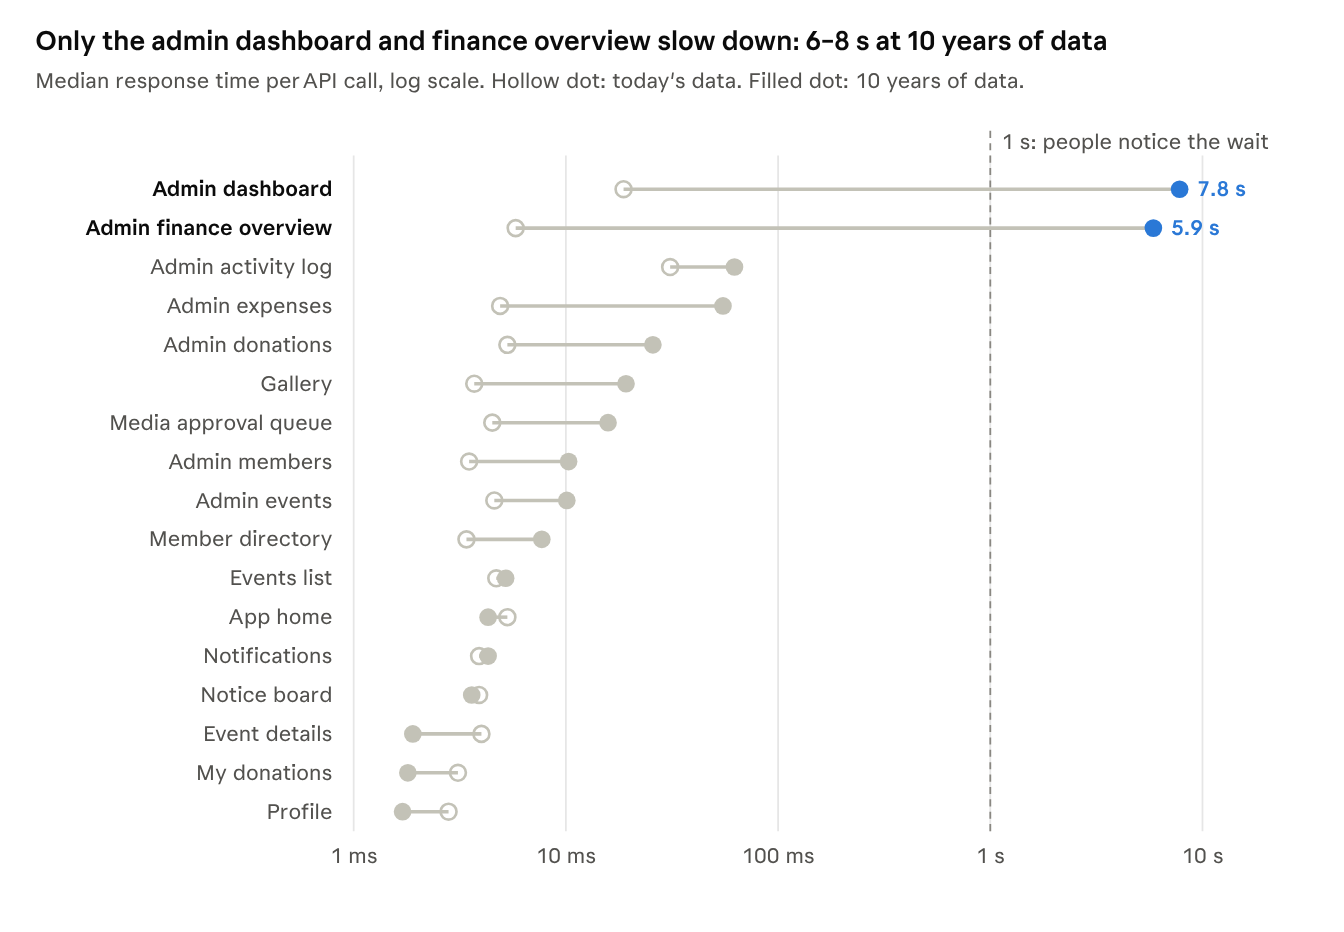 Only the admin dashboard and finance overview slow down: 6–8 s at 10 years of data
Median response time per API call, log scale. Hollow dot: today's data. Filled dot: 10 years of data.
1 s: people notice the wait
Admin dashboard
7.8 s
Admin finance overview
5.9 s
Admin activity log
Admin expenses
Admin donations
Gallery
Media approval queue
Admin members
Admin events
Member directory
Events list
App home
Notifications
Notice board
Event details
My donations
Profile
1 ms
10 ms
100 ms
1 s
10 s